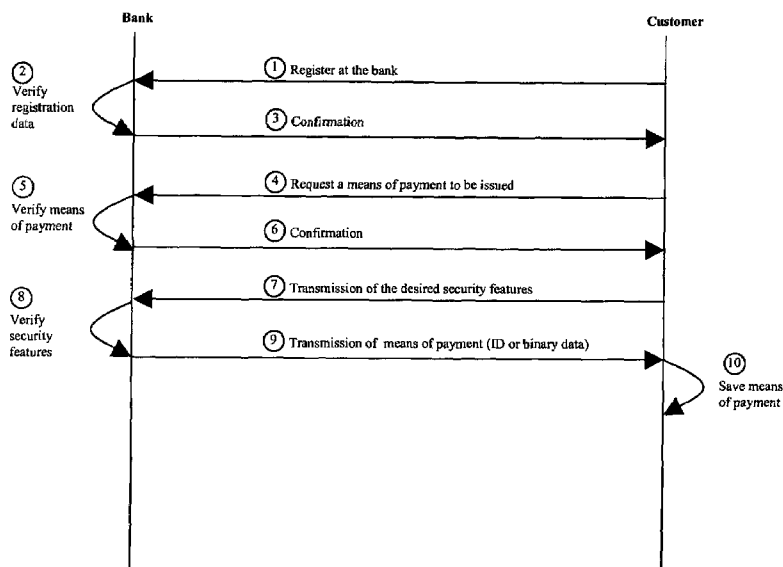 Bank
Customer
1 Register at the bank
2
Verify
registration
data
3 Confirmation
4 Request a means of payment to be issued
5
Verify means
of payment
6 Confirmation
7 Transmission of the desired security features
8
Verify
security
features
9 Transmission of means of payment (ID or binary data)
10
Save means
of payment